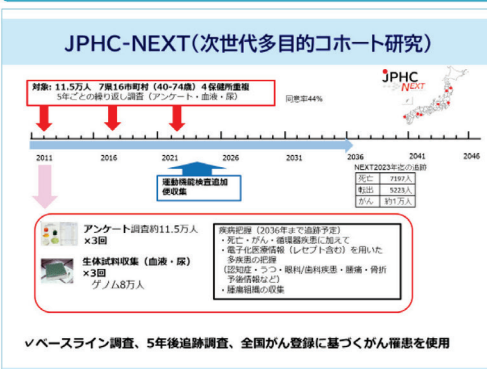 JPHC-NEXT(次世代多目的コホート研究)
対象: 11.5万人 7県16市町村 (40-74歳) 4保健所重複
5年ごとの繰り返し調査 (アンケート・血液・尿)
同意率44%
JPHC
NEXT
2011 2016 2021 2026 2031 2036 2041 2046
運動機能検査追加
便収集
NEXT2023年迄の追跡
死亡 7197人
転出 5223人
がん 約1万人
アンケート調査約11.5万人
×3回
生体試料収集(血液・尿)
×3回
ゲノム8万人
疾病把握(2036年まで追跡予定)
・死亡・がん・循環器疾患に加えて
・電子化医療情報(レセプト含む)を用いた
多疾患の把握
(認知症・うつ・眼科/歯科疾患・腰痛・骨折
予後情報など)
・腫瘍組織の収集
✓ベースライン調査、5年後追跡調査、全国がん登録に基づくがん罹患を使用